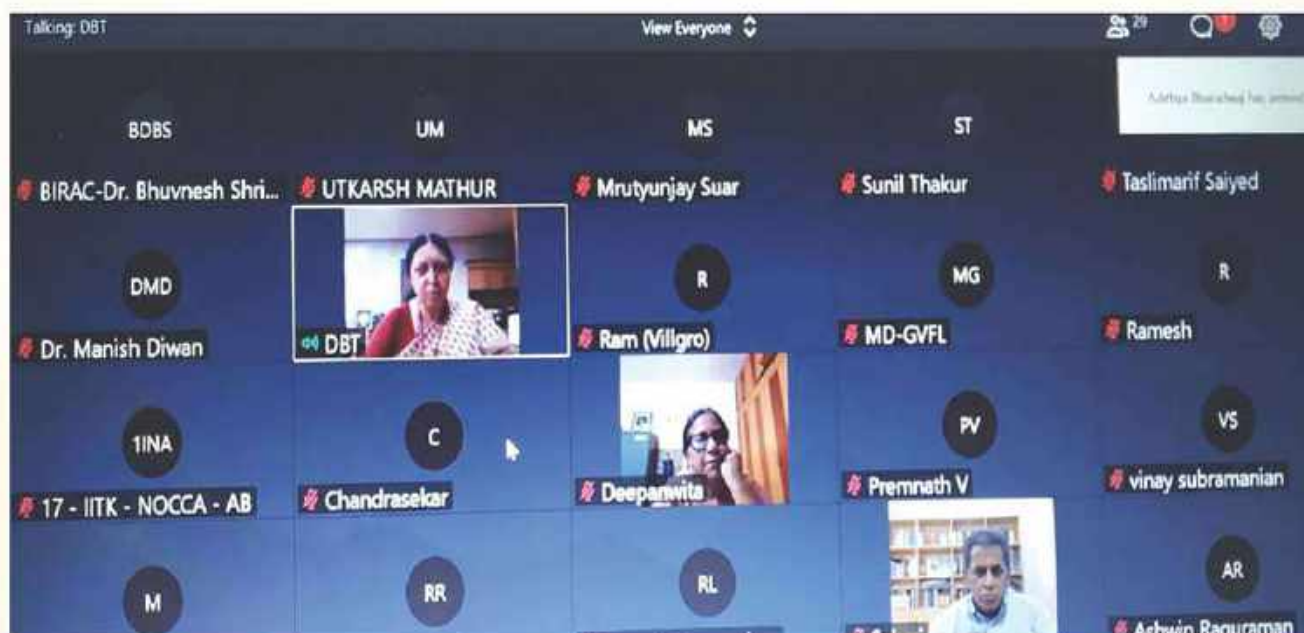 Talking: DBT View Everyone 29 1
BDBS UM MS ST
BIRAC-Dr. Bhuvnesh Shri... UTKARSH MATHUR Mrutyunjay Suar Sunil Thakur Taslimarif Saiyed
DMD R MG R
Dr. Manish Diwan DBT Ram (Villgro) MD-GVFL Ramesh
1INA C PV VS
17 - IITK - NOCCA - AB Chandrasekar Deepanwita Premnath V vinay subramanian
M RR RL AR
Ashwin Raguraman